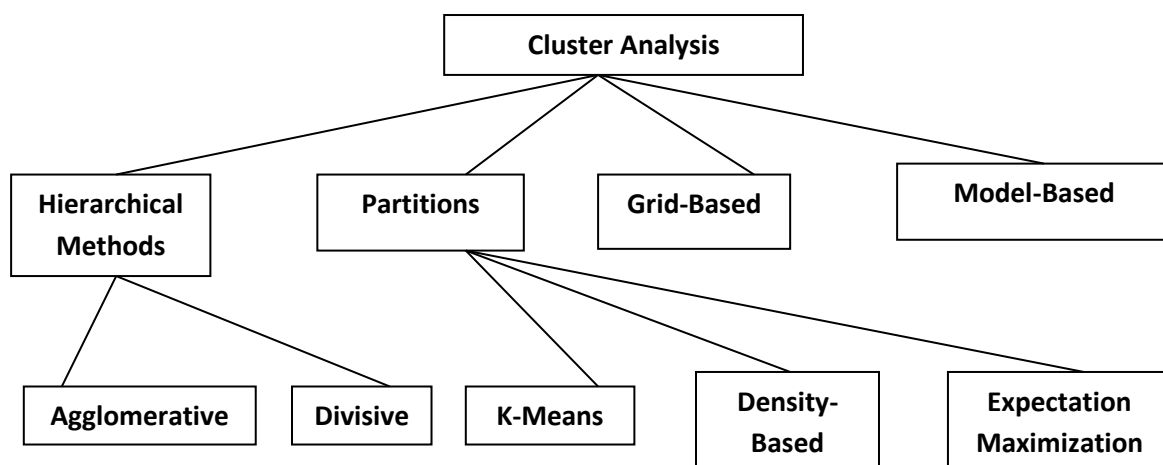 Cluster Analysis
Hierarchical
Methods
Partitions
Grid-Based
Model-Based
Agglomerative
Divisive
K-Means
Density-
Based
Expectation
Maximization